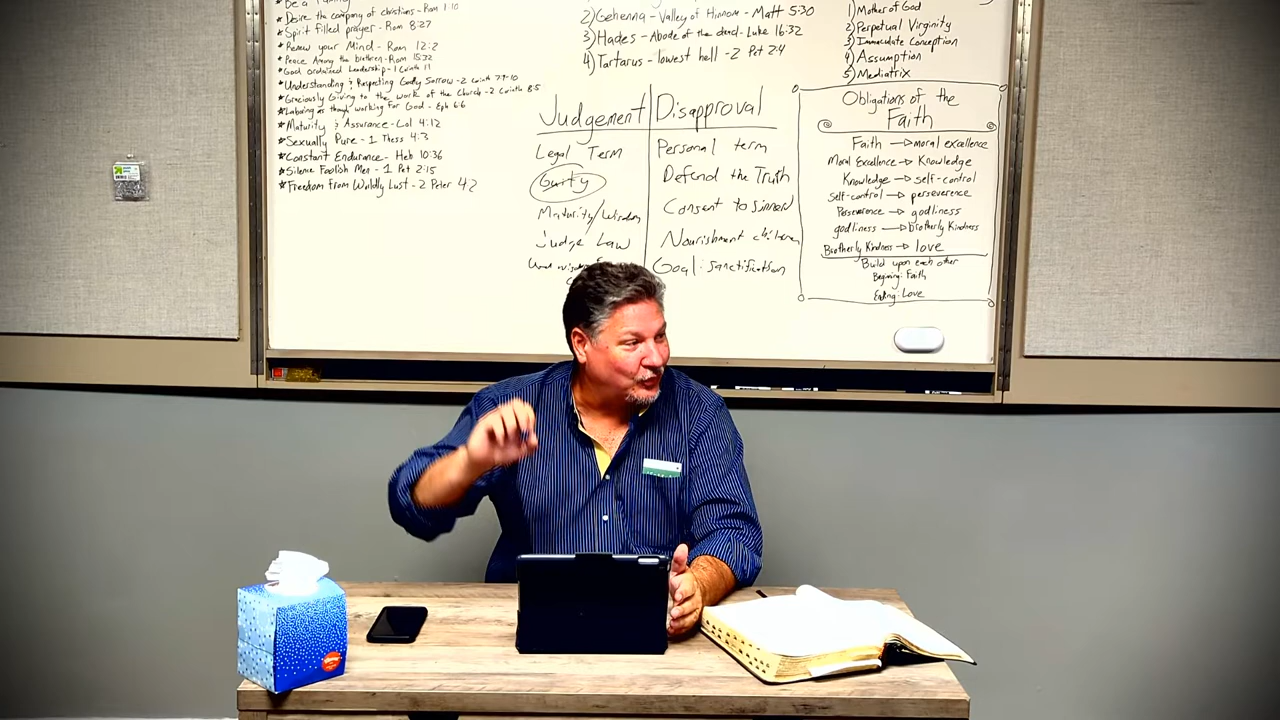 * Desire the company of christians - Rom 1:10
* Spirit filled prayer - Rom 8:27
* Renew your Mind - Rom 12:2
* Peace Among the brethren - Rom 15:32
* God ordained Leadership - 1 Corinth 1:1
* Understanding & Respecting Godly Sorrow - 2 Corinth 7:9-10
* Graciously Giving to the work of the Church - 2 Corinth 8:5
* Laboring as though working for God - Eph 6:6
* Maturity & Assurance - Col 4:12
* Sexually Pure - 1 Thess 4:3
* Constant Endurance - Heb 10:36
* Silence Foolish Men - 1 Pet 2:15
* Freedom From Worldly Lust - 2 Peter 4:2
2) Gehenna - Valley of Hinnom - Matt 5:30
3) Hades - Abode of the dead - Luke 16:32
4) Tartarus - lowest hell - 2 Pet 2:4
1) Mother of God
2) Perpetual Virginity
3) Immaculate Conception
4) Assumption
5) Mediatrix
Judgement
Legal Term
Guilty
Maturity/Wisdom
Judge Law
Disapproval
Personal term
Defend the Truth
Consent to sinned
Nourishment children
Goal: sanctification
Obligations of the
Faith
Faith → moral excellence
Moral Excellence → Knowledge
Knowledge → self-control
Self-control → perseverence
Perseverence → godliness
godliness → brotherly Kindness
Brotherly Kindness → love
Build upon each other
Begining: Faith
Ending: Love